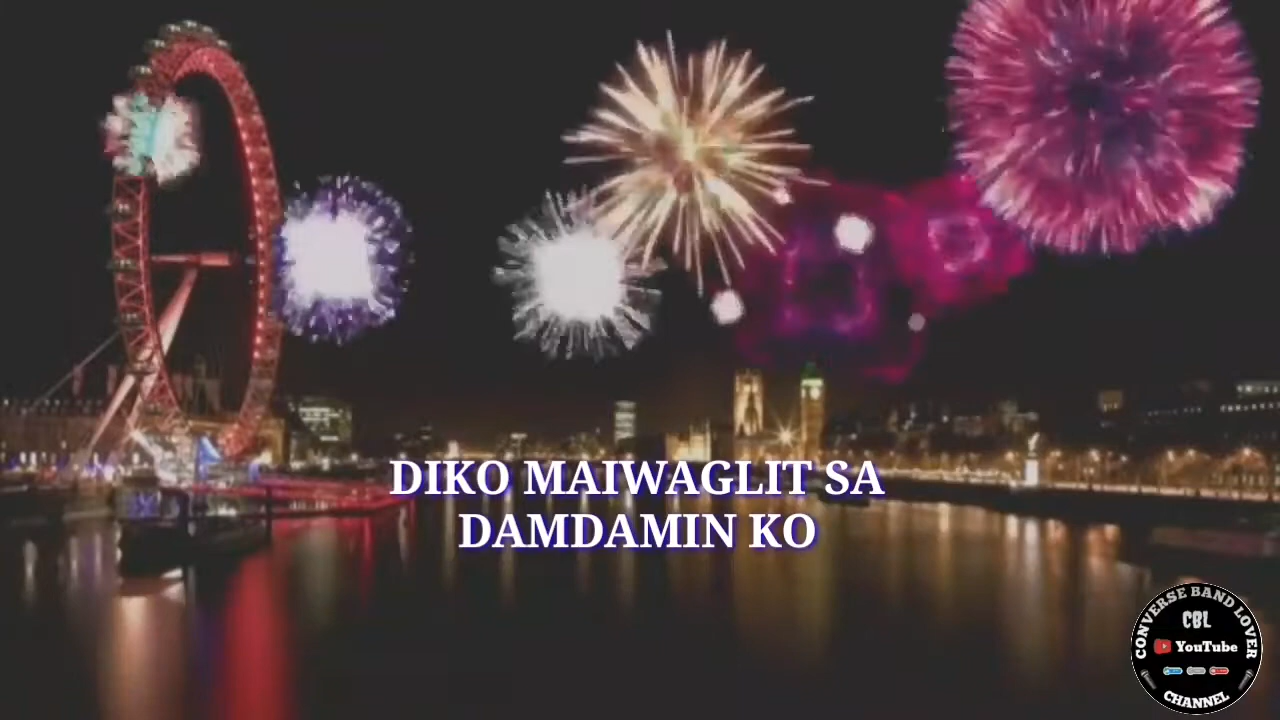 DIKO MAIWAGLIT SA
DAMDAMIN KO
CONVERSE BAND LOVER
CBL
YouTube
CHANNEL